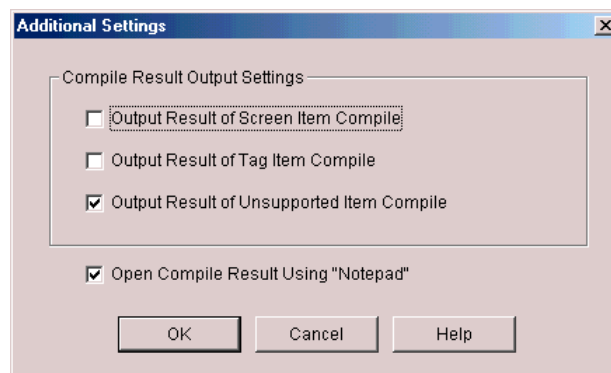 Additional Settings
Compile Result Output Settings
Output Result of Screen Item Compile
Output Result of Tag Item Compile
Output Result of Unsupported Item Compile
Open Compile Result Using "Notepad"
OK Cancel Help